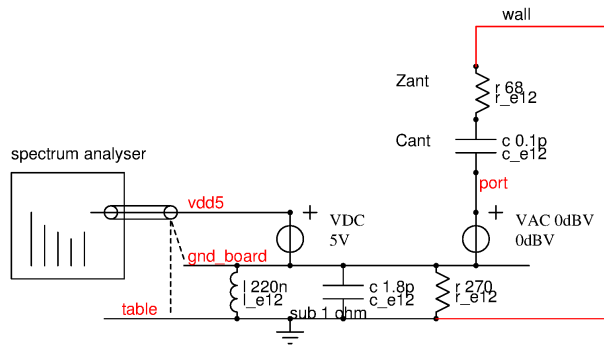 wall
Zant
r 68
r_e12
Cant
c 0.1p
c_e12
spectrum analyser
port
vdd5
VDC
5V
VAC 0dBV
0dBV
gnd_board
l 220n
l_e12
c 1.8p
c_e12
r 270
r_e12
table
sub 1 ohm